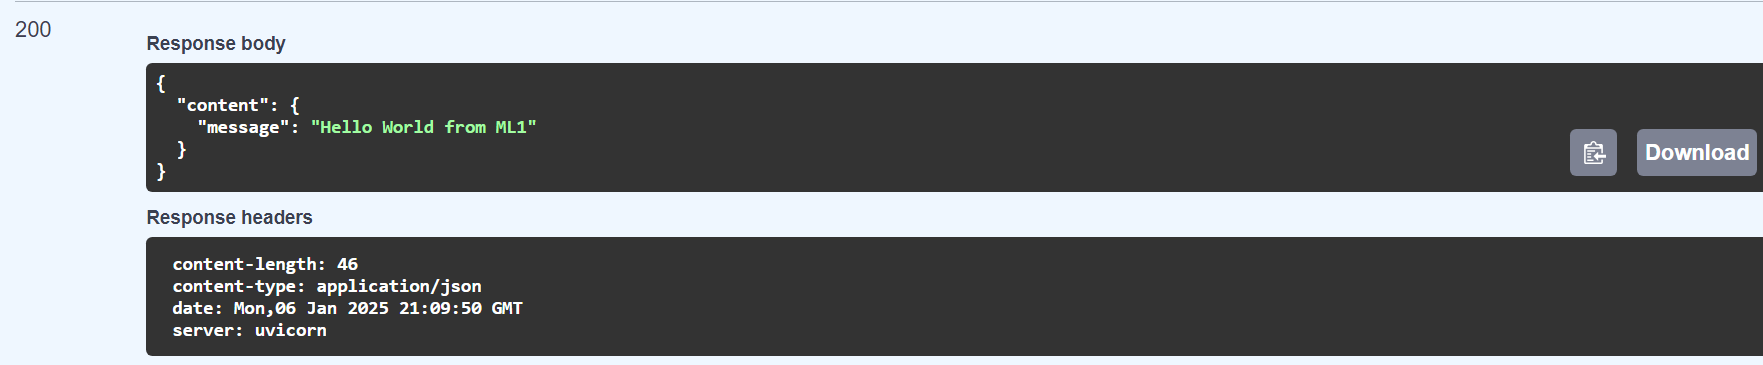 200
Response body
{
  "content": {
    "message": "Hello World from ML1"
  }
}
Download
Response headers
content-length: 46
content-type: application/json
date: Mon,06 Jan 2025 21:09:50 GMT
server: uvicorn